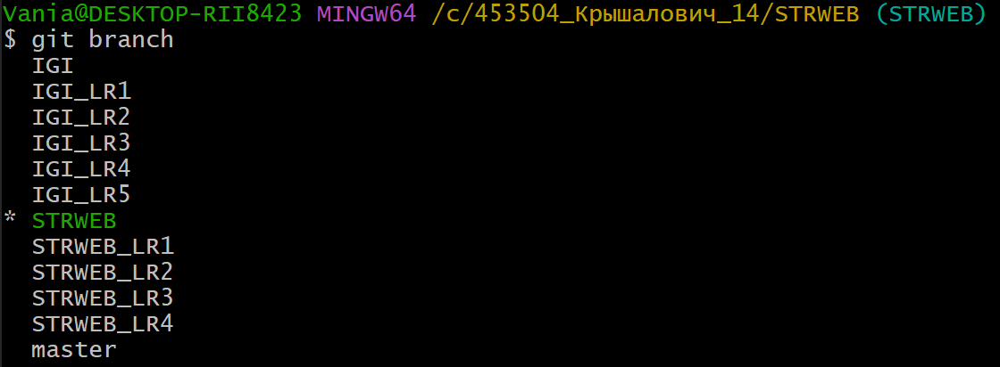 Vania@DESKTOP-RII8423 MINGW64 /c/453504_Крышалович_14/STRWEB (STRWEB)
$ git branch
  IGI
  IGI_LR1
  IGI_LR2
  IGI_LR3
  IGI_LR4
  IGI_LR5
* STRWEB
  STRWEB_LR1
  STRWEB_LR2
  STRWEB_LR3
  STRWEB_LR4
  master